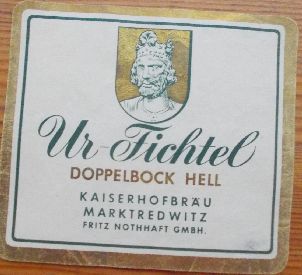 Ur-Fichtel
DOPPELBOCK HELL
KAISERHOFBRÄU
MARKTREDWITZ
FRITZ NOTHHAFT GMBH.